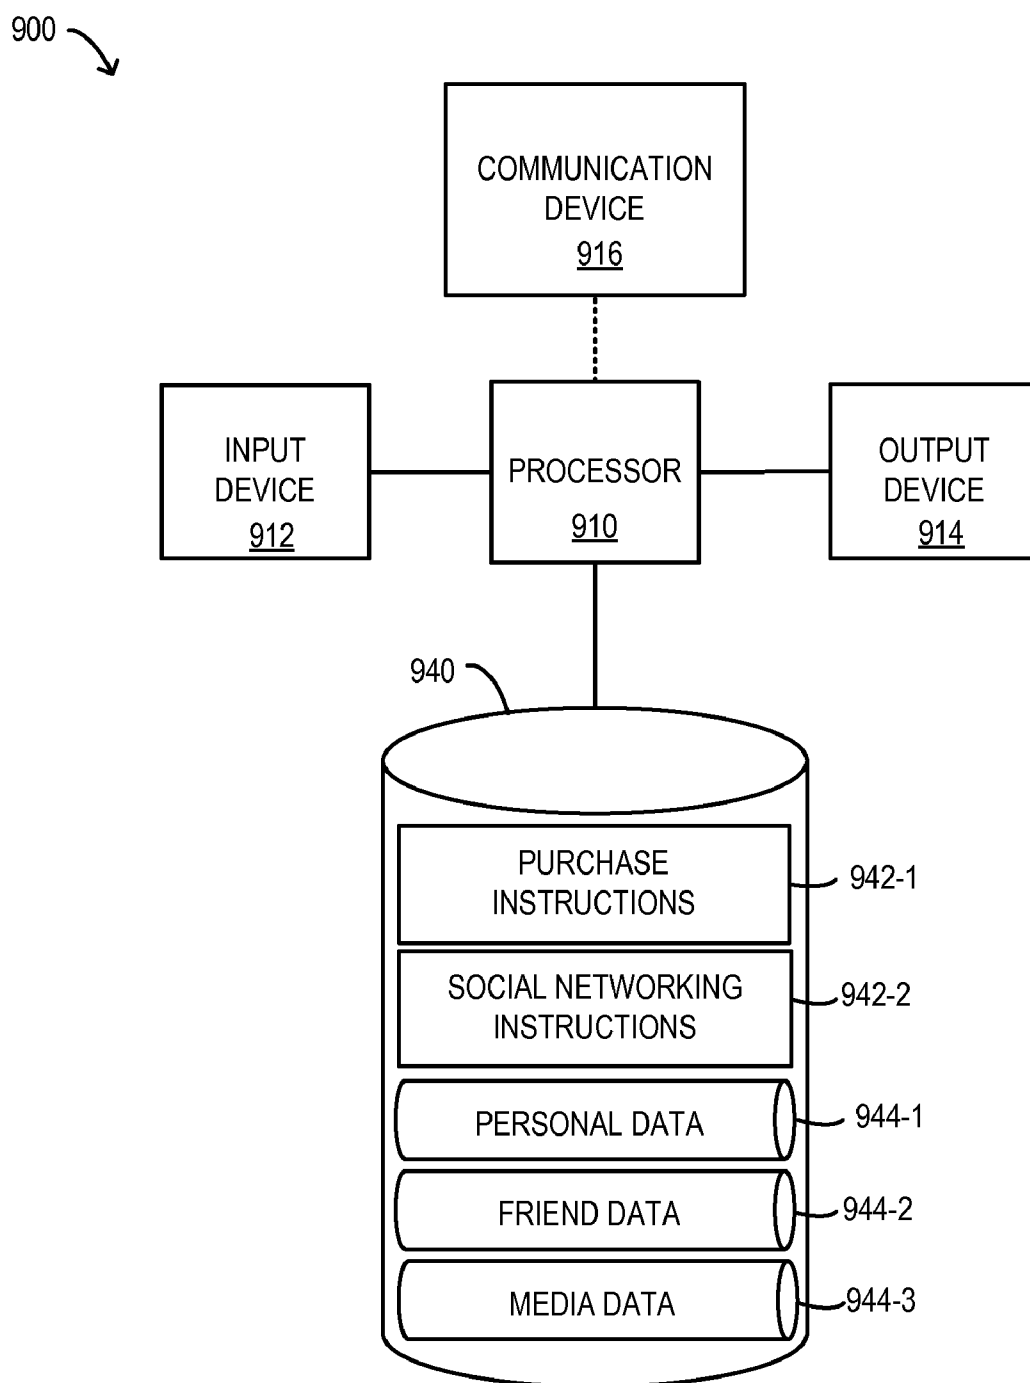 900
COMMUNICATION
DEVICE
916
INPUT
DEVICE
912
PROCESSOR
910
OUTPUT
DEVICE
914
940
PURCHASE
INSTRUCTIONS
942-1
SOCIAL NETWORKING
INSTRUCTIONS
942-2
PERSONAL DATA
944-1
FRIEND DATA
944-2
MEDIA DATA
944-3